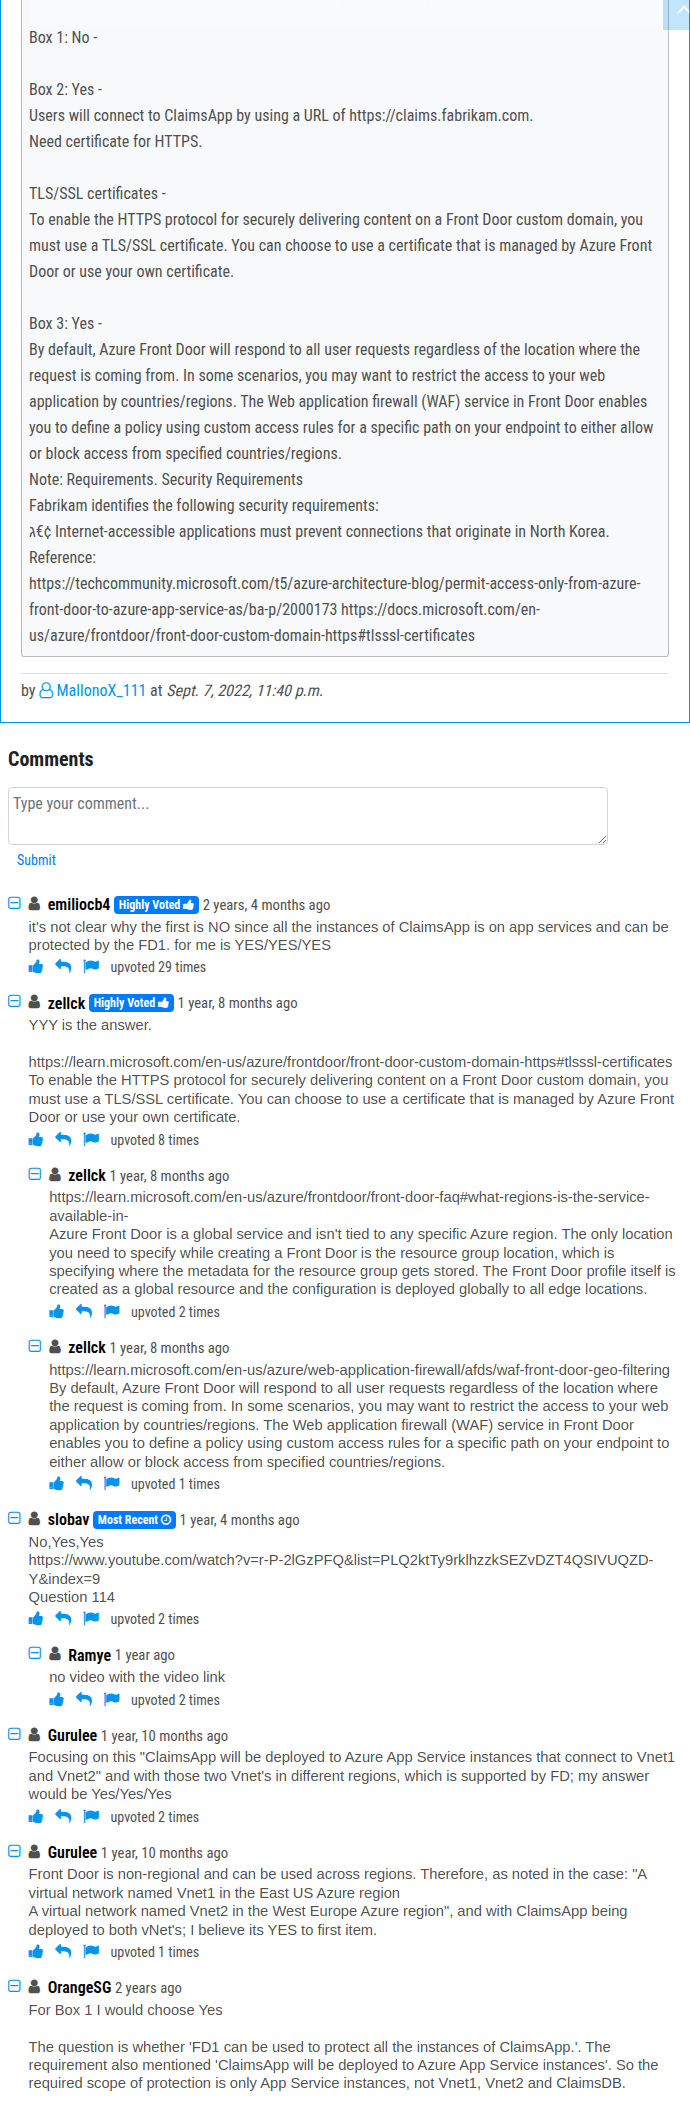 Box 1: No -
Box 2: Yes -
Users will connect to ClaimsApp by using a URL of https://claims.fabrikam.com.
Need certificate for HTTPS.
TLS/SSL certificates -
To enable the HTTPS protocol for securely delivering content on a Front Door custom domain, you
must use a TLS/SSL certificate. You can choose to use a certificate that is managed by Azure Front
Door or use your own certificate.
Box 3: Yes -
By default, Azure Front Door will respond to all user requests regardless of the location where the
request is coming from. In some scenarios, you may want to restrict the access to your web
application by countries/regions. The Web application firewall (WAF) service in Front Door enables
you to define a policy using custom access rules for a specific path on your endpoint to either allow
or block access from specified countries/regions.
Note: Requirements. Security Requirements
Fabrikam identifies the following security requirements:
ג€¢ Internet-accessible applications must prevent connections that originate in North Korea.
Reference:
https://techcommunity.microsoft.com/t5/azure-architecture-blog/permit-access-only-from-azure-
front-door-to-azure-app-service-as/ba-p/2000173 https://docs.microsoft.com/en-
us/azure/frontdoor/front-door-custom-domain-https#tlsssl-certificates
by MallonoX_111 at Sept. 7, 2022, 11:40 p.m.
Comments
Type your comment...
Submit
emiliocb4 Highly Voted 2 years, 4 months ago
it's not clear why the first is NO since all the instances of ClaimsApp is on app services and can be
protected by the FD1. for me is YES/YES/YES
upvoted 29 times
zellck Highly Voted 1 year, 8 months ago
YYY is the answer.
https://learn.microsoft.com/en-us/azure/frontdoor/front-door-custom-domain-https#tlsssl-certificates
To enable the HTTPS protocol for securely delivering content on a Front Door custom domain, you
must use a TLS/SSL certificate. You can choose to use a certificate that is managed by Azure Front
Door or use your own certificate.
upvoted 8 times
zellck 1 year, 8 months ago
https://learn.microsoft.com/en-us/azure/frontdoor/front-door-faq#what-regions-is-the-service-
available-in-
Azure Front Door is a global service and isn't tied to any specific Azure region. The only location
you need to specify while creating a Front Door is the resource group location, which is
specifying where the metadata for the resource group gets stored. The Front Door profile itself is
created as a global resource and the configuration is deployed globally to all edge locations.
upvoted 2 times
zellck 1 year, 8 months ago
https://learn.microsoft.com/en-us/azure/web-application-firewall/afds/waf-front-door-geo-filtering
By default, Azure Front Door will respond to all user requests regardless of the location where
the request is coming from. In some scenarios, you may want to restrict the access to your web
application by countries/regions. The Web application firewall (WAF) service in Front Door
enables you to define a policy using custom access rules for a specific path on your endpoint to
either allow or block access from specified countries/regions.
upvoted 1 times
slobav Most Recent 1 year, 4 months ago
No,Yes,Yes
https://www.youtube.com/watch?v=r-P-2lGzPFQ&list=PLQ2ktTy9rklhzzkSEZvDZT4QSIVUQZD-
Y&index=9
Question 114
upvoted 2 times
Ramye 1 year ago
no video with the video link
upvoted 2 times
Gurulee 1 year, 10 months ago
Focusing on this "ClaimsApp will be deployed to Azure App Service instances that connect to Vnet1
and Vnet2" and with those two Vnet's in different regions, which is supported by FD; my answer
would be Yes/Yes/Yes
upvoted 2 times
Gurulee 1 year, 10 months ago
Front Door is non-regional and can be used across regions. Therefore, as noted in the case: "A
virtual network named Vnet1 in the East US Azure region
A virtual network named Vnet2 in the West Europe Azure region", and with ClaimsApp being
deployed to both vNet's; I believe its YES to first item.
upvoted 1 times
OrangeSG 2 years ago
For Box 1 I would choose Yes
The question is whether 'FD1 can be used to protect all the instances of ClaimsApp.'. The
requirement also mentioned 'ClaimsApp will be deployed to Azure App Service instances'. So the
required scope of protection is only App Service instances, not Vnet1, Vnet2 and ClaimsDB.